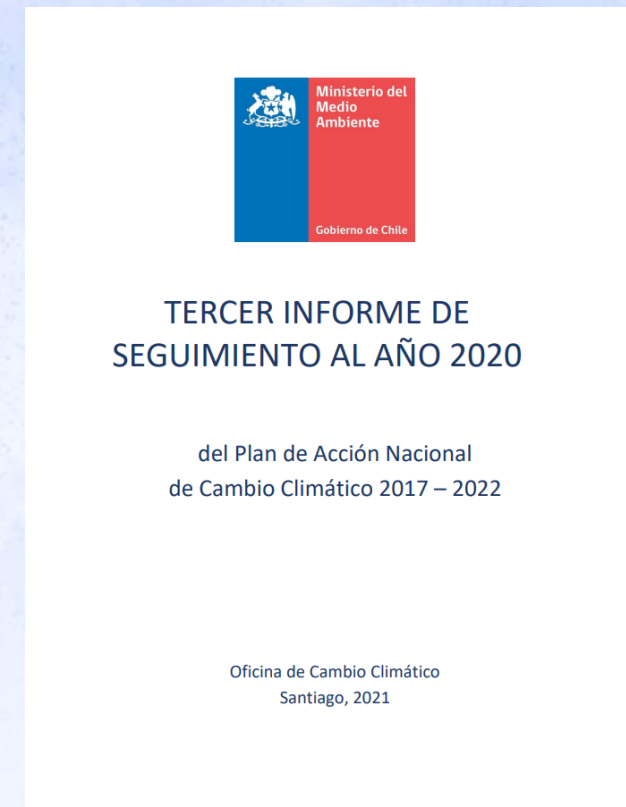 Ministerio del
Medio
Ambiente
Gobierno de Chile
TERCER INFORME DE
SEGUIMIENTO AL AÑO 2020
del Plan de Acción Nacional
de Cambio Climático 2017 – 2022
Oficina de Cambio Climático
Santiago, 2021